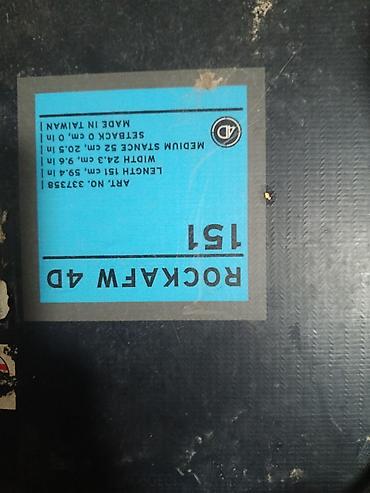 ROCKAFW 4D
151
ART. NO. 337358 |
LENGTH 151 cm, 59.4 in |
WIDTH 24.3 cm, 9.6 in |
MEDIUM STANCE 52 cm, 20.5 in |
SETBACK 0 cm, 0 in |
MADE IN TAIWAN |
4D